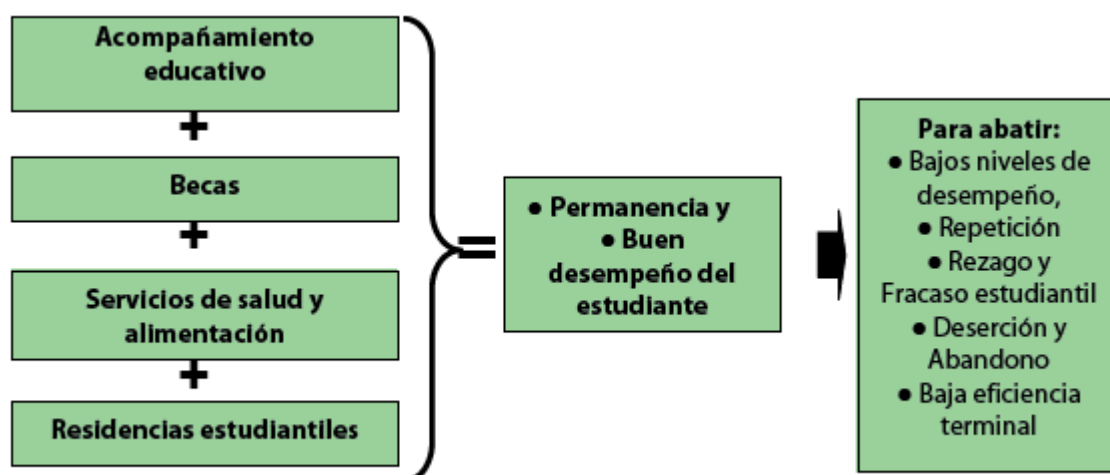 Acompañamiento
educativo
+
Becas
+
Servicios de salud y
alimentación
+
Residencias estudiantiles
=
● Permanencia y
● Buen
desempeño del
estudiante
Para abatir:
● Bajos niveles de
desempeño,
● Repetición
● Rezago y
Fracaso estudiantil
● Deserción y
Abandono
● Baja eficiencia
terminal